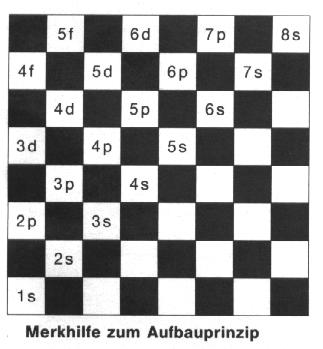 5f 6d 7p 8s
4f 5d 6p 7s
4d 5p 6s
3d 4p 5s
3p 4s
2p 3s
2s
1s
Merkhilfe zum Aufbauprinzip